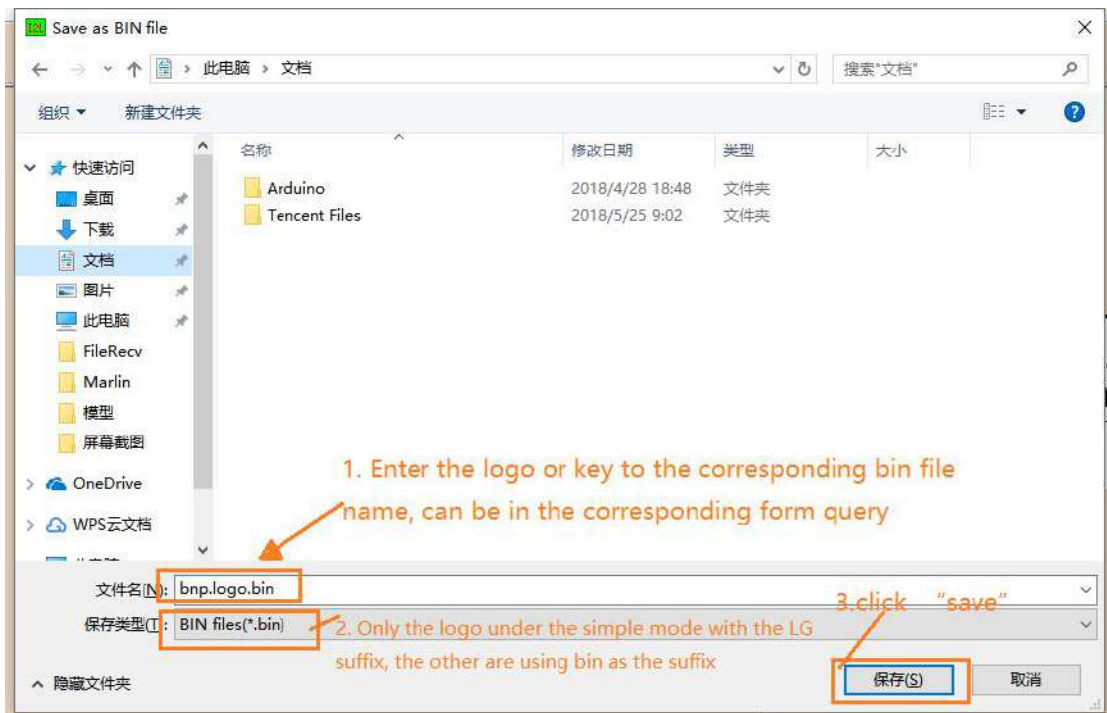 I2L Save as BIN file
此电脑 > 文档
搜索"文档"
组织 新建文件夹
名称 修改日期 类型 大小
快速访问
桌面
下载
文档
图片
此电脑
FileRecv
Marlin
模型
屏幕截图
OneDrive
WPS云文档
Arduino 2018/4/28 18:48 文件夹
Tencent Files 2018/5/25 9:02 文件夹
1. Enter the logo or key to the corresponding bin file
name, can be in the corresponding form query
文件名(N): bnp.logo.bin
保存类型(T): BIN files(*.bin)
2. Only the logo under the simple mode with the LG
suffix, the other are using bin as the suffix
3.click "save"
隐藏文件夹
保存(S) 取消